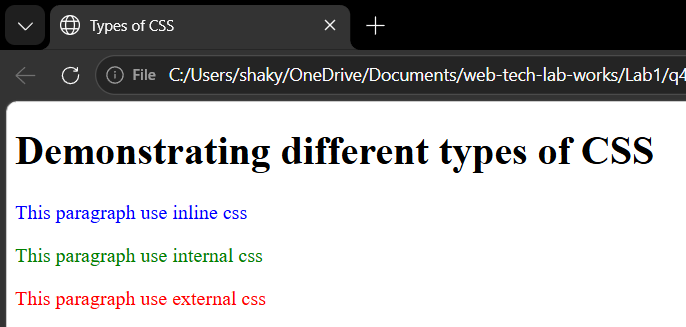 Types of CSS
File C:/Users/shaky/OneDrive/Documents/web-tech-lab-works/Lab1/q4
Demonstrating different types of CSS
This paragraph use inline css
This paragraph use internal css
This paragraph use external css